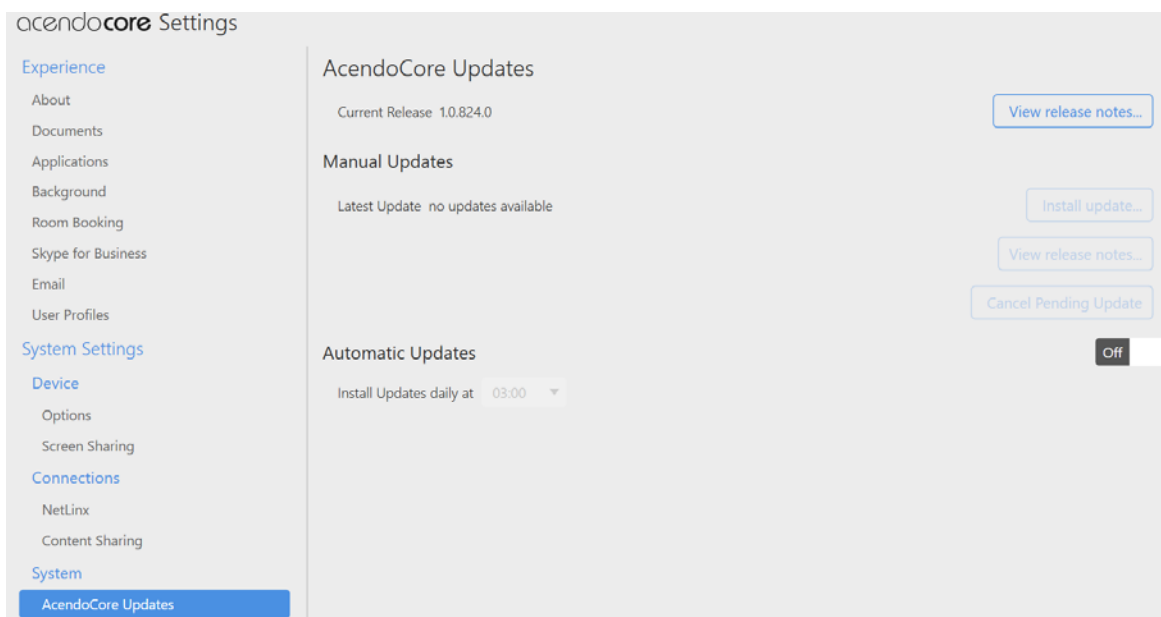 acendocore Settings
Experience
About
Documents
Applications
Background
Room Booking
Skype for Business
Email
User Profiles
System Settings
Device
Options
Screen Sharing
Connections
NetLinx
Content Sharing
System
AcendoCore Updates
AcendoCore Updates
Current Release 1.0.824.0
View release notes...
Manual Updates
Latest Update no updates available
Install update...
View release notes...
Cancel Pending Update
Automatic Updates
Off
Install Updates daily at 03:00